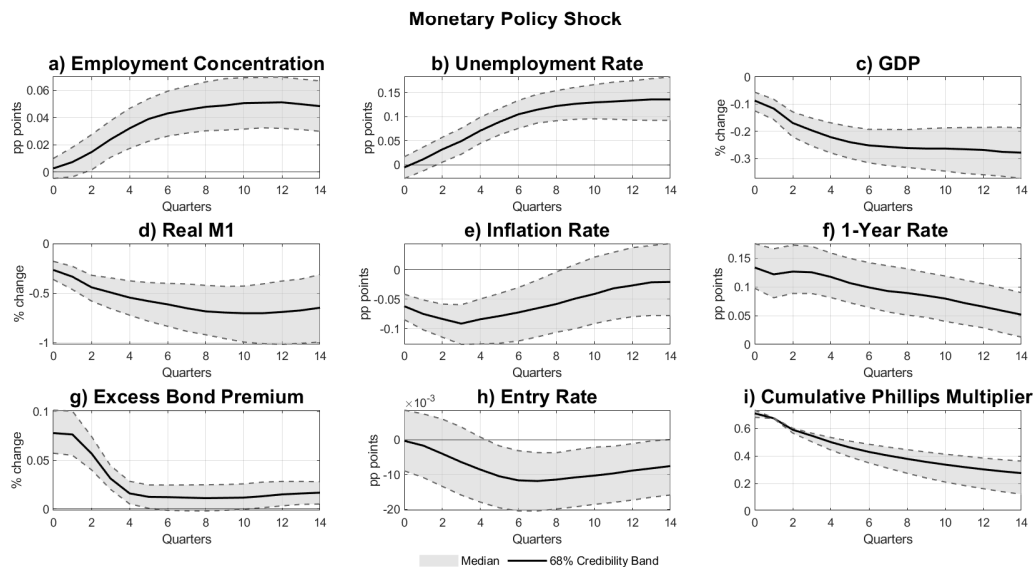 Monetary Policy Shock
a) Employment Concentration
pp points
0.06
0.04
0.02
0
0 2 4 6 8 10 12 14
Quarters
b) Unemployment Rate
pp points
0.15
0.1
0.05
0
0 2 4 6 8 10 12 14
Quarters
c) GDP
% change
0
-0.1
-0.2
-0.3
0 2 4 6 8 10 12 14
Quarters
d) Real M1
% change
0
-0.5
-1
0 2 4 6 8 10 12 14
Quarters
e) Inflation Rate
pp points
0
-0.05
-0.1
0 2 4 6 8 10 12 14
Quarters
f) 1-Year Rate
pp points
0.15
0.1
0.05
0
0 2 4 6 8 10 12 14
Quarters
g) Excess Bond Premium
% change
0.1
0.05
0
0 2 4 6 8 10 12 14
Quarters
h) Entry Rate
×10⁻³
pp points
0
-10
-20
0 2 4 6 8 10 12 14
Quarters
i) Cumulative Phillips Multiplier
pp points
0.6
0.4
0.2
0
0 2 4 6 8 10 12 14
Quarters
Median 68% Credibility Band